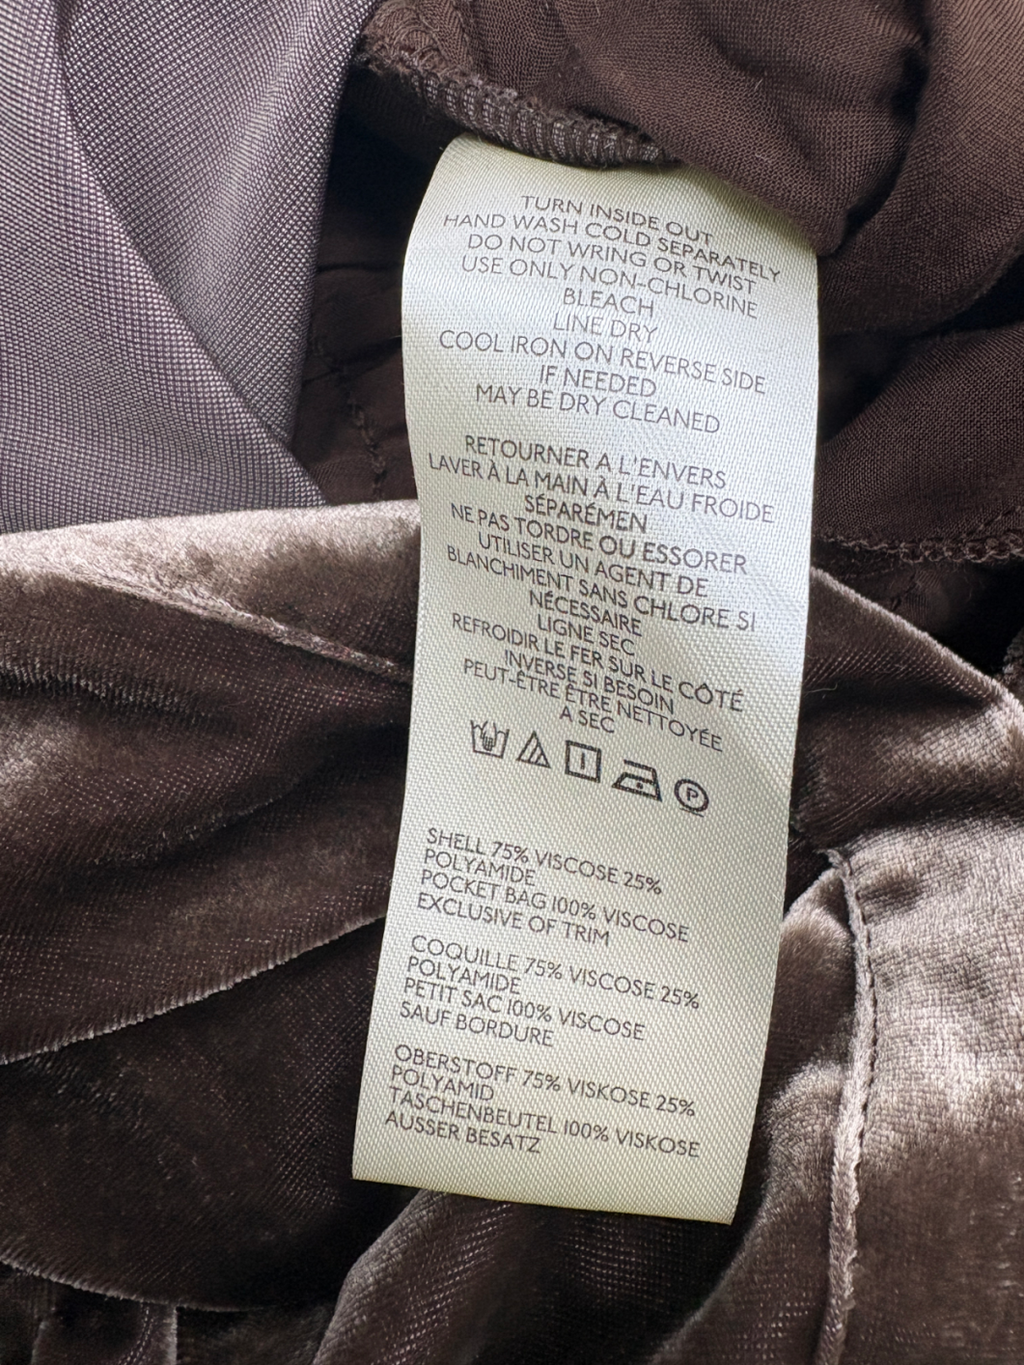 TURN INSIDE OUT
HAND WASH COLD SEPARATELY
DO NOT WRING OR TWIST
USE ONLY NON-CHLORINE
BLEACH
LINE DRY
COOL IRON ON REVERSE SIDE
IF NEEDED
MAY BE DRY CLEANED
RETOURNER A L'ENVERS
LAVER À LA MAIN À L'EAU FROIDE
SÉPARÉMEN
NE PAS TORDRE OU ESSORER
UTILISER UN AGENT DE
BLANCHIMENT SANS CHLORE SI
NÉCESSAIRE
LIGNE SEC
REFROIDIR LE FER SUR LE CÔTÉ
INVERSE SI BESOIN
PEUT-ÊTRE ÊTRE NETTOYÉE
A SEC
P
SHELL 75% VISCOSE 25%
POLYAMIDE
POCKET BAG 100% VISCOSE
EXCLUSIVE OF TRIM
COQUILLE 75% VISCOSE 25%
POLYAMIDE
PETIT SAC 100% VISCOSE
SAUF BORDURE
OBERSTOFF 75% VISKOSE 25%
POLYAMID
TASCHENBEUTEL 100% VISKOSE
AUSSER BESATZ